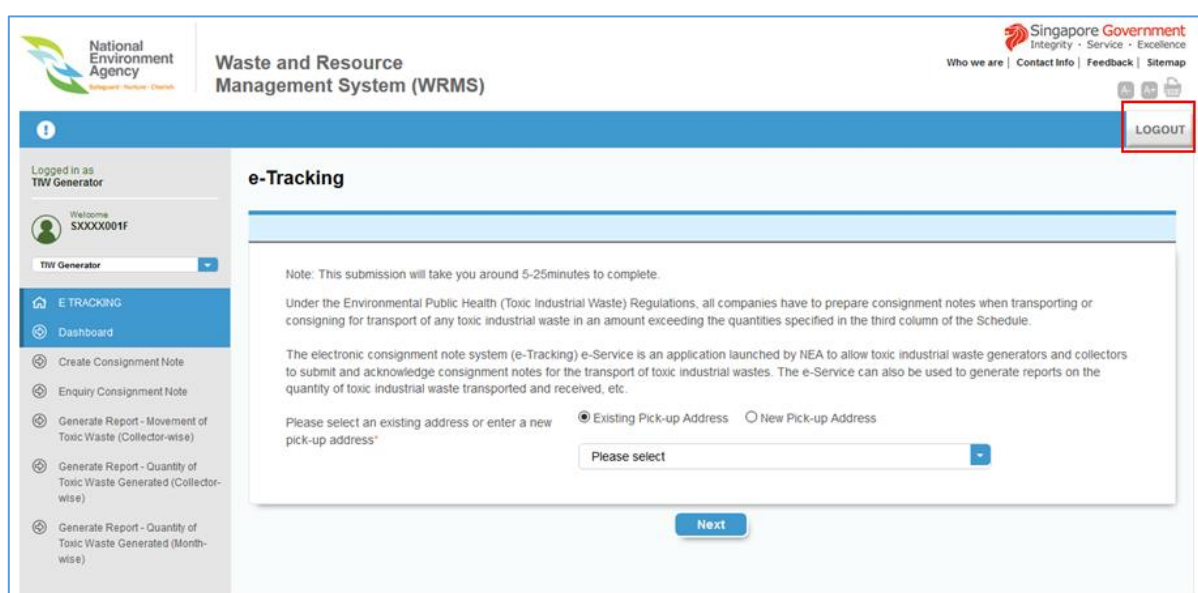 National
Environment
Agency
Safeguard · Nurture · Cherish
Waste and Resource
Management System (WRMS)
Singapore Government
Integrity · Service · Excellence
Who we are | Contact Info | Feedback | Sitemap
A- A+
LOGOUT
Logged in as
TIW Generator
Welcome
SXXXX001F
TIW Generator
E TRACKING
Dashboard
Create Consignment Note
Enquiry Consignment Note
Generate Report - Movement of
Toxic Waste (Collector-wise)
Generate Report - Quantity of
Toxic Waste Generated (Collector-
wise)
Generate Report - Quantity of
Toxic Waste Generated (Month-
wise)
e-Tracking
Note: This submission will take you around 5-25minutes to complete.
Under the Environmental Public Health (Toxic Industrial Waste) Regulations, all companies have to prepare consignment notes when transporting or
consigning for transport of any toxic industrial waste in an amount exceeding the quantities specified in the third column of the Schedule.
The electronic consignment note system (e-Tracking) e-Service is an application launched by NEA to allow toxic industrial waste generators and collectors
to submit and acknowledge consignment notes for the transport of toxic industrial wastes. The e-Service can also be used to generate reports on the
quantity of toxic industrial waste transported and received, etc.
Please select an existing address or enter a new
pick-up address*
Existing Pick-up Address New Pick-up Address
Please select
Next